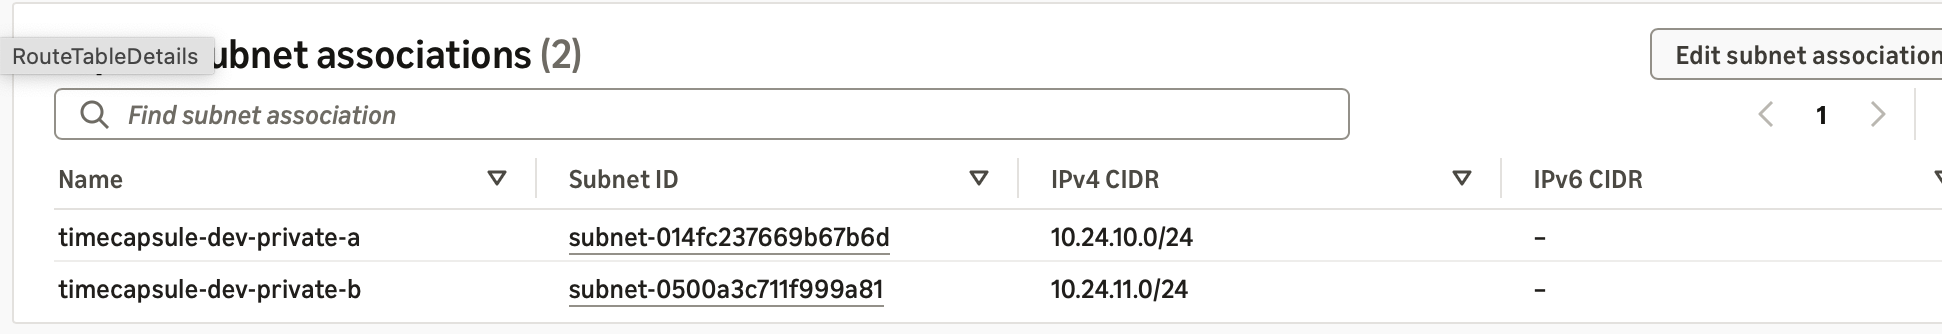 RouteTableDetails
ubnet associations (2)
Edit subnet association
Find subnet association
1
Name Subnet ID IPv4 CIDR IPv6 CIDR
timecapsule-dev-private-a subnet-014fc237669b67b6d 10.24.10.0/24 –
timecapsule-dev-private-b subnet-0500a3c711f999a81 10.24.11.0/24 –